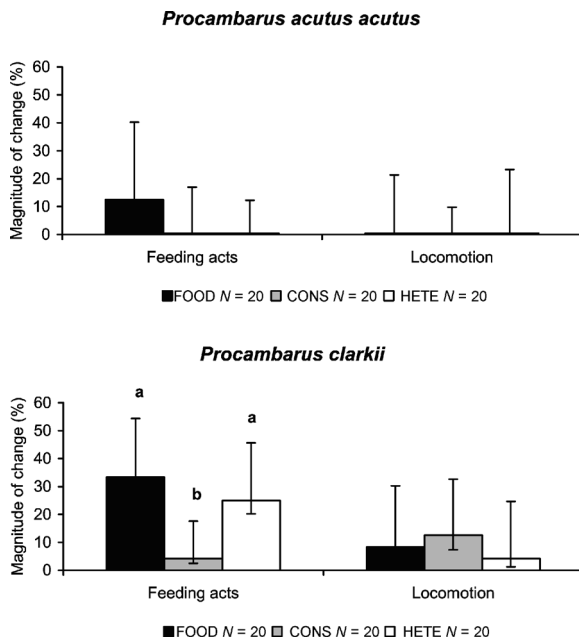 Procambarus acutus acutus
Magnitude of change (%)
60
50
40
30
20
10
0
Feeding acts Locomotion
FOOD N = 20 CONS N = 20 HETE N = 20
Procambarus clarkii
Magnitude of change (%)
60
50
40
30
20
10
0
a
a
b
Feeding acts Locomotion
FOOD N = 20 CONS N = 20 HETE N = 20